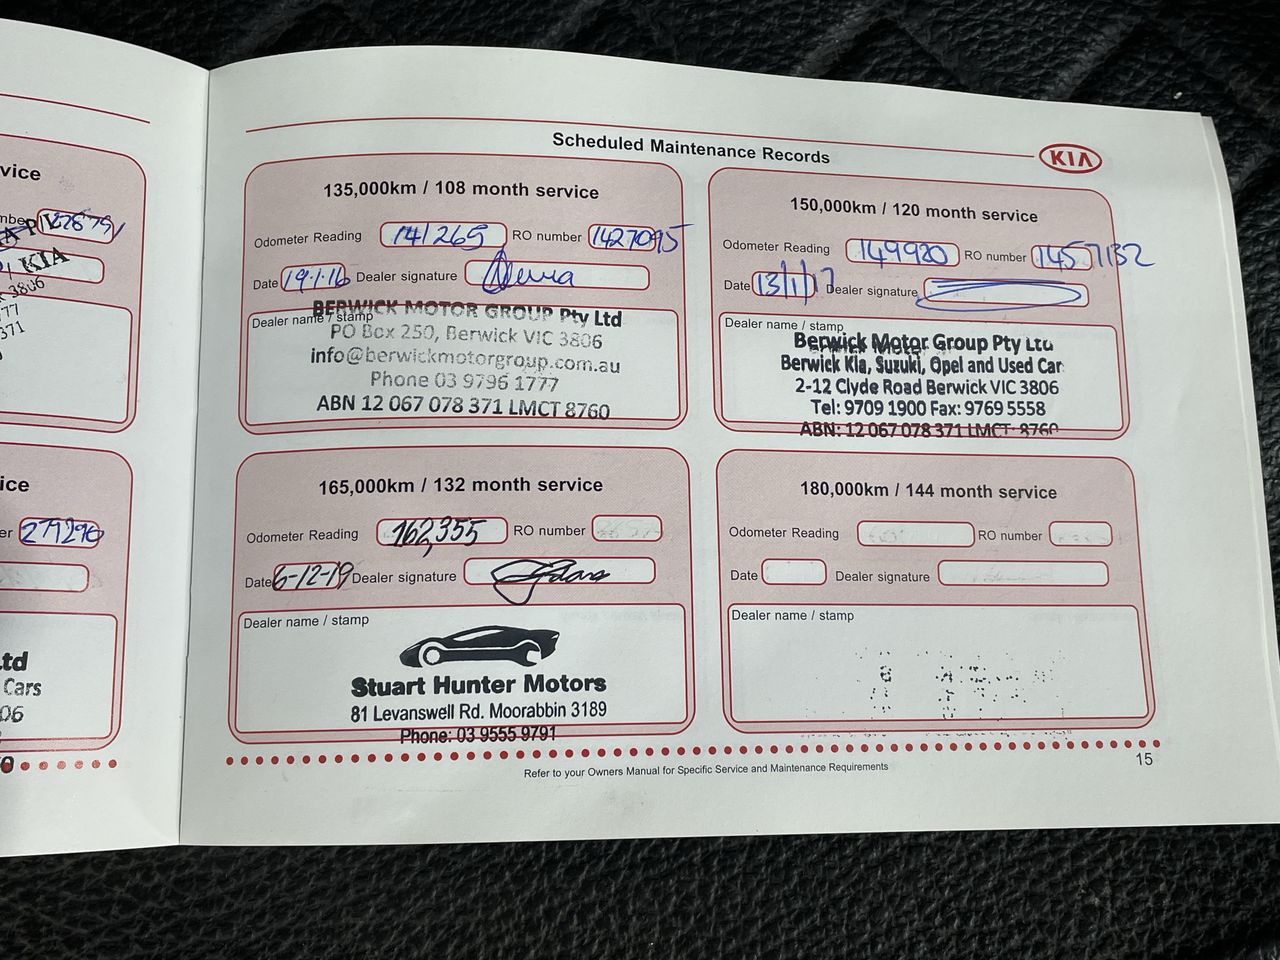 vice
mber
KIA
3806
77
371
ice
er 279290
Ltd
Cars
06
Scheduled Maintenance Records
KIA
135,000km / 108 month service
Odometer Reading 141265 RO number 1427095
Date 19.1.16 Dealer signature
Dealer name / stamp
BERWICK MOTOR GROUP Pty Ltd
PO Box 250, Berwick VIC 3806
info@berwickmotorgroup.com.au
Phone 03 9796 1777
ABN 12 067 078 371 LMCT 8760
150,000km / 120 month service
Odometer Reading 149920 RO number 1457132
Date 13/1/17 Dealer signature
Dealer name / stamp
Berwick Motor Group Pty Ltd
Berwick Kia, Suzuki, Opel and Used Car
2-12 Clyde Road Berwick VIC 3806
Tel: 9709 1900 Fax: 9769 5558
ABN: 12 067 078 371 LMCT: 8760
165,000km / 132 month service
Odometer Reading 162,355 RO number
Date 6-12-19 Dealer signature
Dealer name / stamp
Stuart Hunter Motors
81 Levanswell Rd. Moorabbin 3189
Phone: 03 9555 9791
180,000km / 144 month service
Odometer Reading RO number
Date Dealer signature
Dealer name / stamp
Refer to your Owners Manual for Specific Service and Maintenance Requirements
15